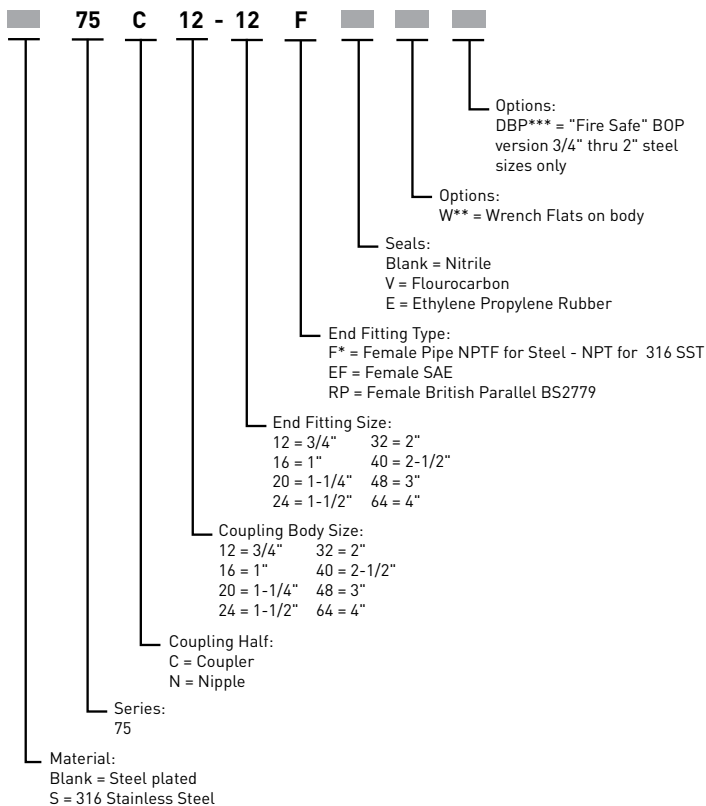 75 C 12 - 12 F
Options:
DBP*** = "Fire Safe" BOP
version 3/4" thru 2" steel
sizes only
Options:
W** = Wrench Flats on body
Seals:
Blank = Nitrile
V = Flourocarbon
E = Ethylene Propylene Rubber
End Fitting Type:
F* = Female Pipe NPTF for Steel - NPT for 316 SST
EF = Female SAE
RP = Female British Parallel BS2779
End Fitting Size:
12 = 3/4" 32 = 2"
16 = 1" 40 = 2-1/2"
20 = 1-1/4" 48 = 3"
24 = 1-1/2" 64 = 4"
Coupling Body Size:
12 = 3/4" 32 = 2"
16 = 1" 40 = 2-1/2"
20 = 1-1/4" 48 = 3"
24 = 1-1/2" 64 = 4"
Coupling Half:
C = Coupler
N = Nipple
Series:
75
Material:
Blank = Steel plated
S = 316 Stainless Steel